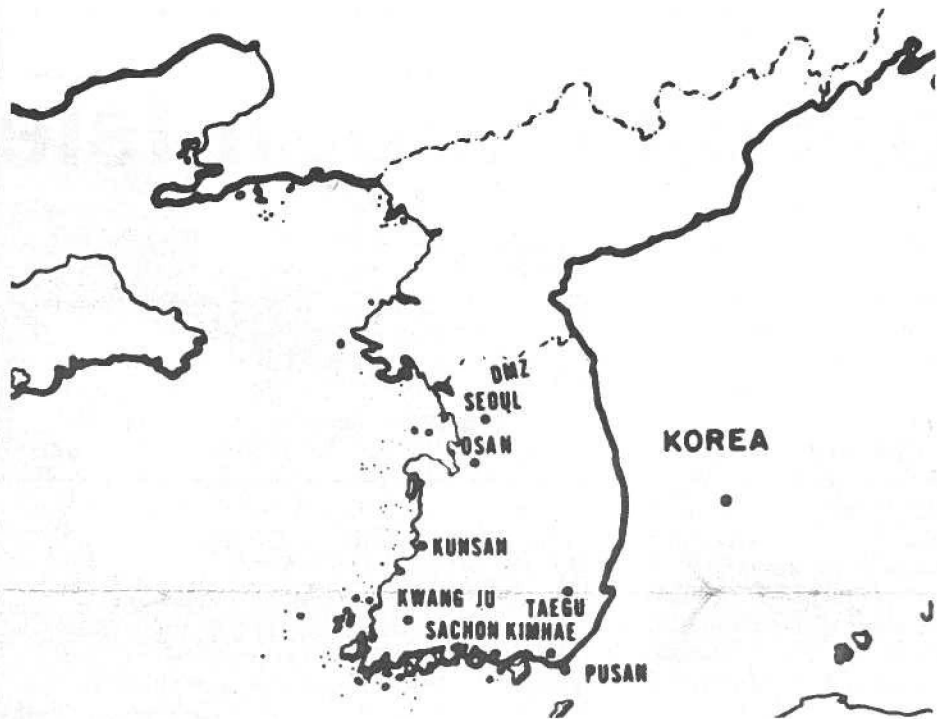 DMZ
SEOUL
OSAN
KOREA
KUNSAN
KWANG JU
TAEGU
SACHON KIMHAE
PUSAN
J